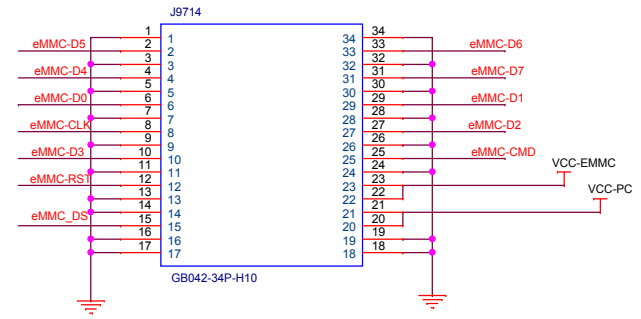 J9714
1 1 34 34
eMMC-D5 2 2 33 33 eMMC-D6
3 3 32 32
eMMC-D4 4 4 31 31 eMMC-D7
5 5 30 30
eMMC-D0 6 6 29 29 eMMC-D1
7 7 28 28
eMMC-CLK 8 8 27 27 eMMC-D2
9 9 26 26
eMMC-D3 10 10 25 25 eMMC-CMD
11 11 24 24 VCC-EMMC
eMMC-RST 12 12 23 23
13 13 22 22 VCC-PC
14 14 21 21
eMMC_DS 15 15 20 20
16 16 19 19
17 17 18 18
GB042-34P-H10